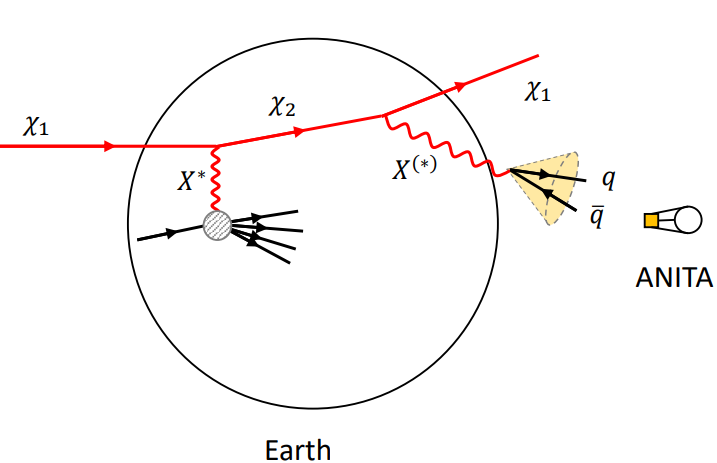 χ₁
χ₂
χ₁
X*
X⁽*⁾
q
q̄
ANITA
Earth